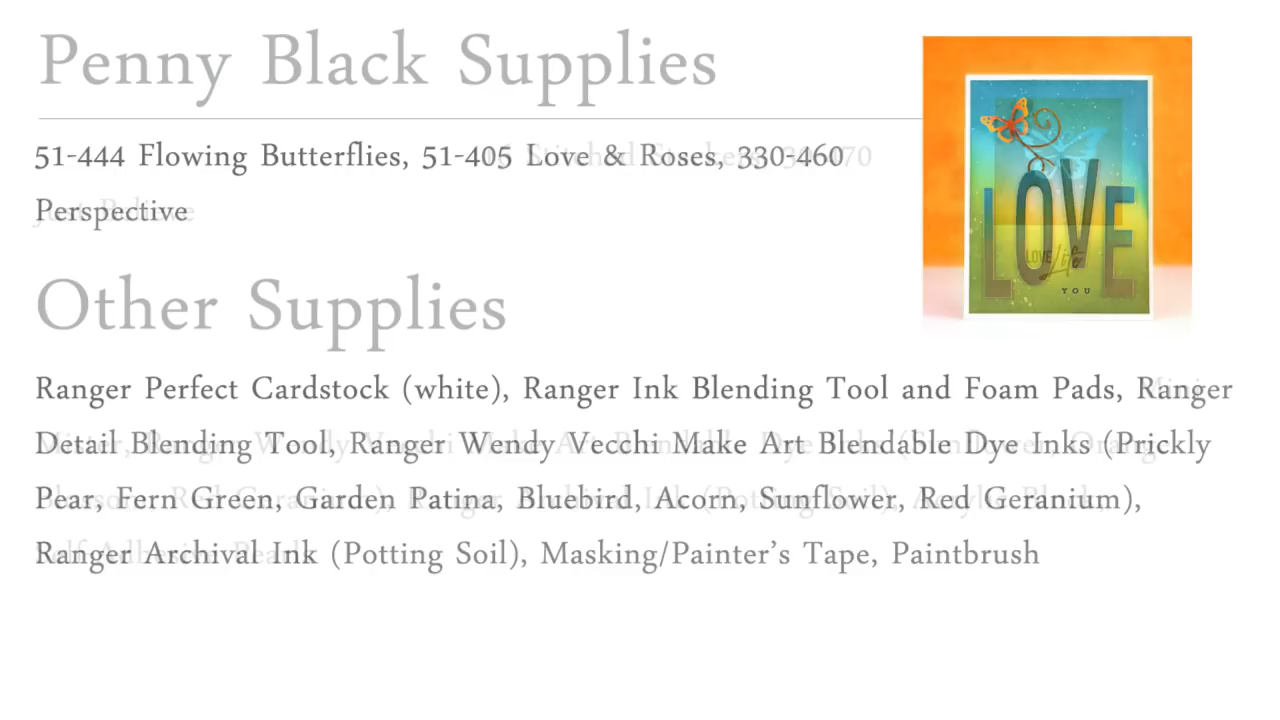 Penny Black Supplies
51-444 Flowing Butterflies, 51-405 Love & Roses, 330-460
Perspective
Other Supplies
Ranger Perfect Cardstock (white), Ranger Ink Blending Tool and Foam Pads, Ranger
Detail Blending Tool, Ranger Wendy Vecchi Make Art Blendable Dye Inks (Prickly
Pear, Fern Green, Garden Patina, Bluebird, Acorn, Sunflower, Red Geranium),
Ranger Archival Ink (Potting Soil), Masking/Painter's Tape, Paintbrush
LOVE
LOVE Life
YOU